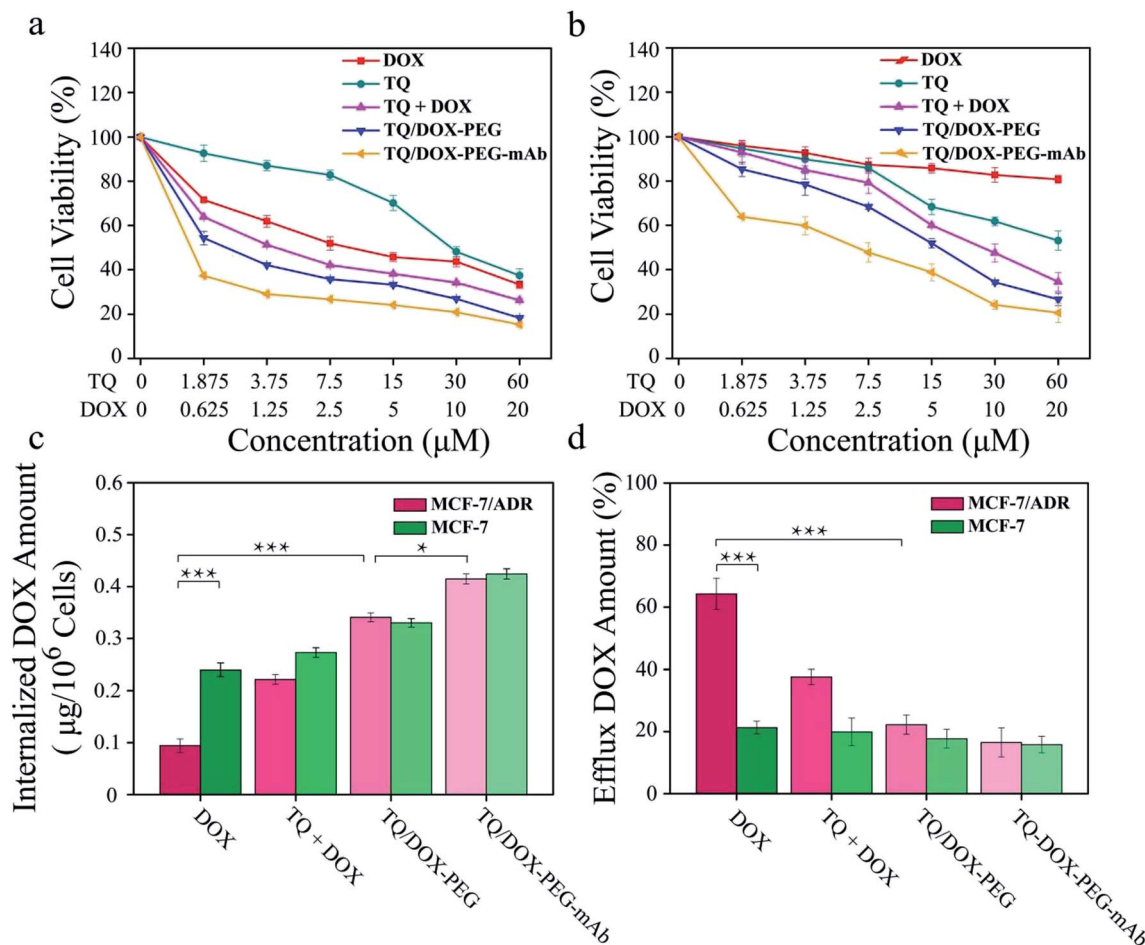 a
Cell Viability (%)
140
120
100
80
60
40
20
0
DOX
TQ
TQ + DOX
TQ/DOX-PEG
TQ/DOX-PEG-mAb
TQ 0 1.875 3.75 7.5 15 30 60
DOX 0 0.625 1.25 2.5 5 10 20
Concentration (μM)
b
Cell Viability (%)
140
120
100
80
60
40
20
0
DOX
TQ
TQ + DOX
TQ/DOX-PEG
TQ/DOX-PEG-mAb
TQ 0 1.875 3.75 7.5 15 30 60
DOX 0 0.625 1.25 2.5 5 10 20
Concentration (μM)
c
Internalized DOX Amount
( μg/10⁶ Cells)
0.6
0.5
0.4
0.3
0.2
0.1
0
MCF-7/ADR
MCF-7
***
***
*
DOX
TQ + DOX
TQ/DOX-PEG
TQ/DOX-PEG-mAb
d
Efflux DOX Amount (%)
100
80
60
40
20
0
MCF-7/ADR
MCF-7
***
***
DOX
TQ + DOX
TQ/DOX-PEG
TQ-DOX-PEG-mAb